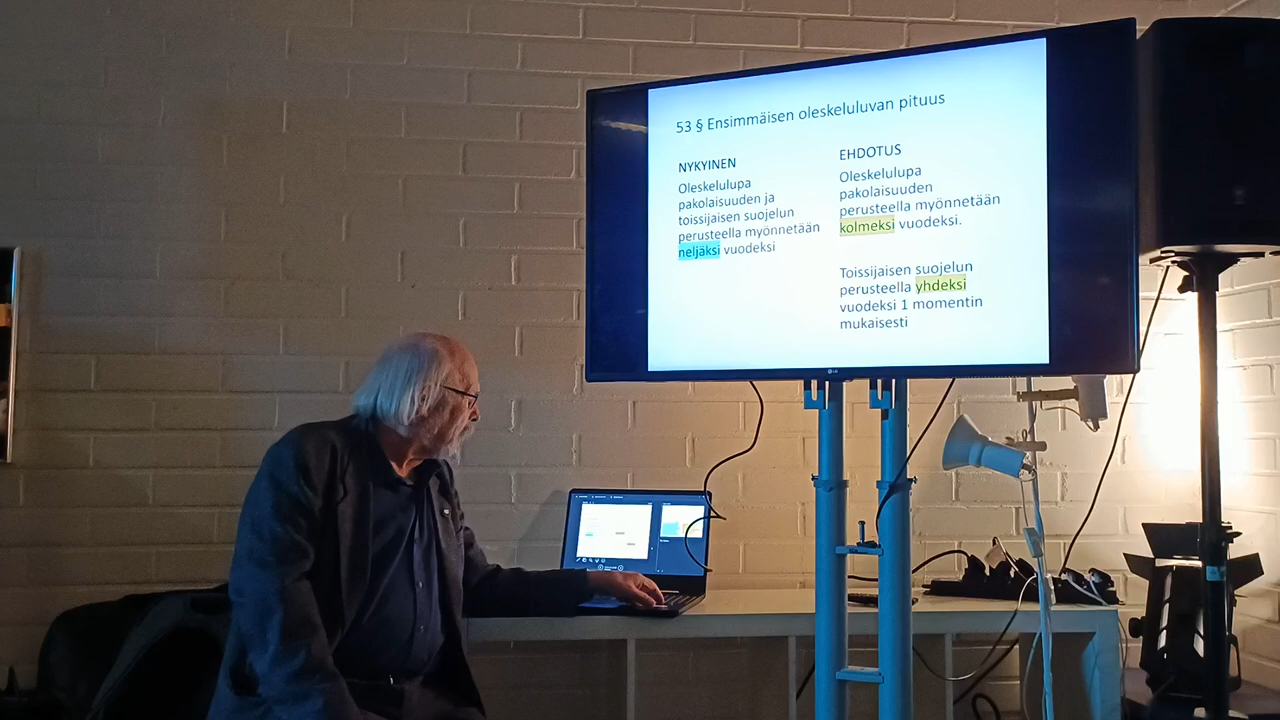 53 § Ensimmäisen oleskeluluvan pituus
NYKYINEN
Oleskelulupa
pakolaisuuden ja
toissijaisen suojelun
perusteella myönnetään
neljäksi vuodeksi
EHDOTUS
Oleskelulupa
pakolaisuuden
perusteella myönnetään
kolmeksi vuodeksi.
Toissijaisen suojelun
perusteella yhdeksi
vuodeksi 1 momentin
mukaisesti
LG